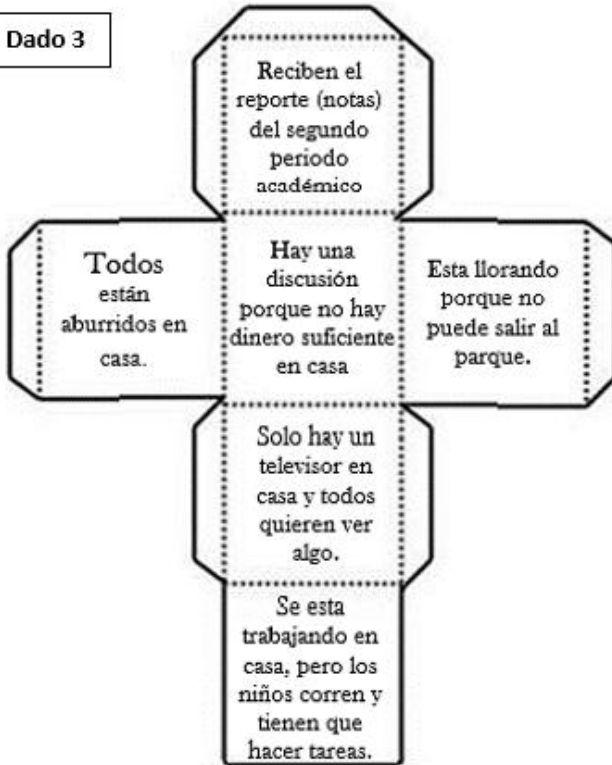 Dado 3
Reciben el
reporte (notas)
del segundo
periodo
académico
Todos
están
aburridos en
casa.
Hay una
discusión
porque no hay
dinero suficiente
en casa
Esta llorando
porque no
puede salir al
parque.
Solo hay un
televisor en
casa y todos
quieren ver
algo.
Se esta
trabajando en
casa, pero los
niños corren y
tienen que
hacer tareas.